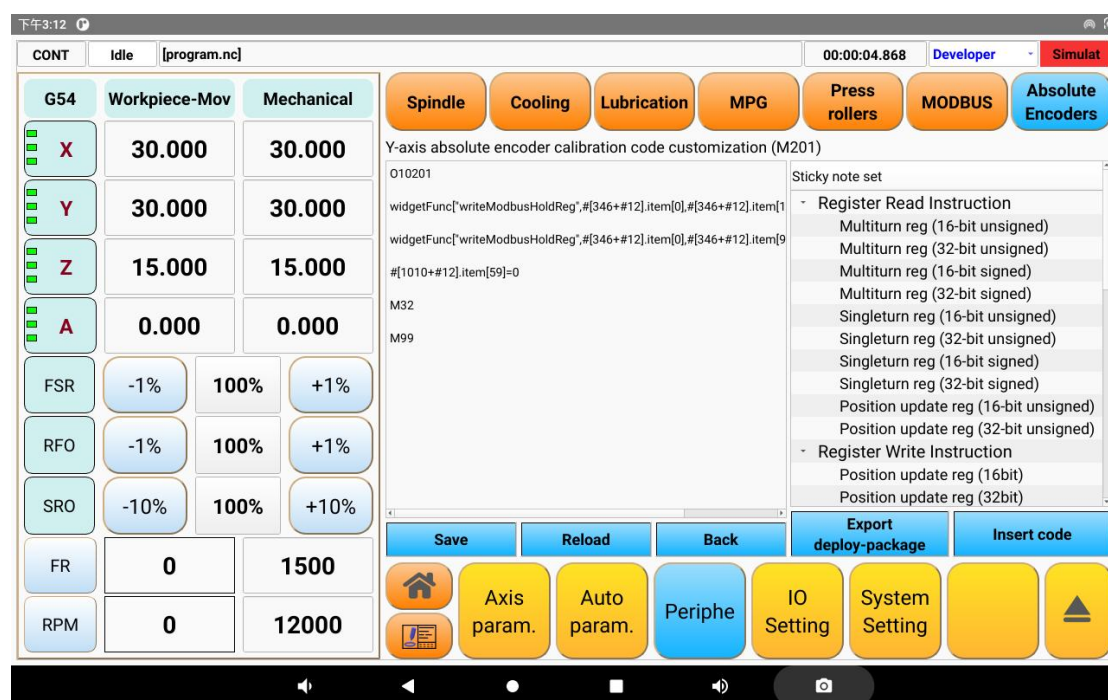 下午3:12
CONT Idle [program.nc] 00:00:04.868 Developer Simulat
G54 Workpiece-Mov Mechanical
X 30.000 30.000
Y 30.000 30.000
Z 15.000 15.000
A 0.000 0.000
FSR -1% 100% +1%
RFO -1% 100% +1%
SRO -10% 100% +10%
FR 0 1500
RPM 0 12000
Spindle Cooling Lubrication MPG Press rollers MODBUS Absolute Encoders
Y-axis absolute encoder calibration code customization (M201)
O10201
widgetFunc["writeModbusHoldReg",#[346+#12].item[0],#[346+#12].item[1
widgetFunc["writeModbusHoldReg",#[346+#12].item[0],#[346+#12].item[9
#[1010+#12].item[59]=0
M32
M99
Sticky note set
Register Read Instruction
Multiturn reg (16-bit unsigned)
Multiturn reg (32-bit unsigned)
Multiturn reg (16-bit signed)
Multiturn reg (32-bit signed)
Singleturn reg (16-bit unsigned)
Singleturn reg (32-bit unsigned)
Singleturn reg (16-bit signed)
Singleturn reg (32-bit signed)
Position update reg (16-bit unsigned)
Position update reg (32-bit unsigned)
Register Write Instruction
Position update reg (16bit)
Position update reg (32bit)
Save Reload Back Export deploy-package Insert code
Axis param. Auto param. Periphe IO Setting System Setting